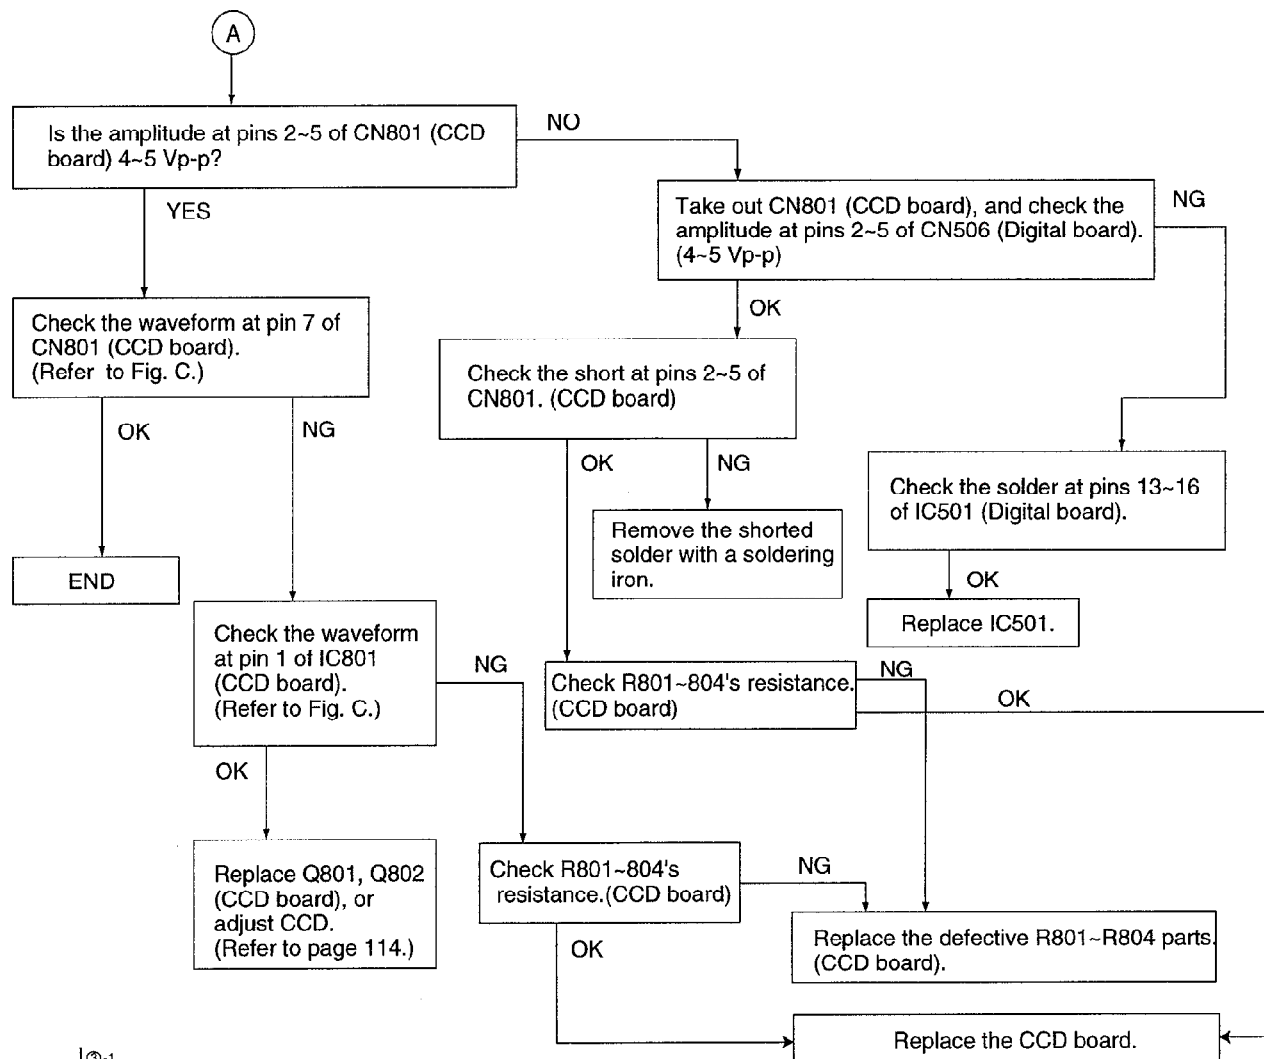 A
Is the amplitude at pins 2~5 of CN801 (CCD
board) 4~5 Vp-p?
NO
YES
Take out CN801 (CCD board), and check the
amplitude at pins 2~5 of CN506 (Digital board).
(4~5 Vp-p)
NG
OK
Check the waveform at pin 7 of
CN801 (CCD board).
(Refer to Fig. C.)
OK
NG
Check the short at pins 2~5 of
CN801. (CCD board)
OK
NG
Check the solder at pins 13~16
of IC501 (Digital board).
OK
Remove the shorted
solder with a soldering
iron.
END
Replace IC501.
Check the waveform
at pin 1 of IC801
(CCD board).
(Refer to Fig. C.)
NG
OK
Check R801~804's resistance.
(CCD board)
NG
OK
Replace Q801, Q802
(CCD board), or
adjust CCD.
(Refer to page 114.)
Check R801~804's
resistance.(CCD board)
NG
OK
Replace the defective R801~R804 parts.
(CCD board).
Replace the CCD board.